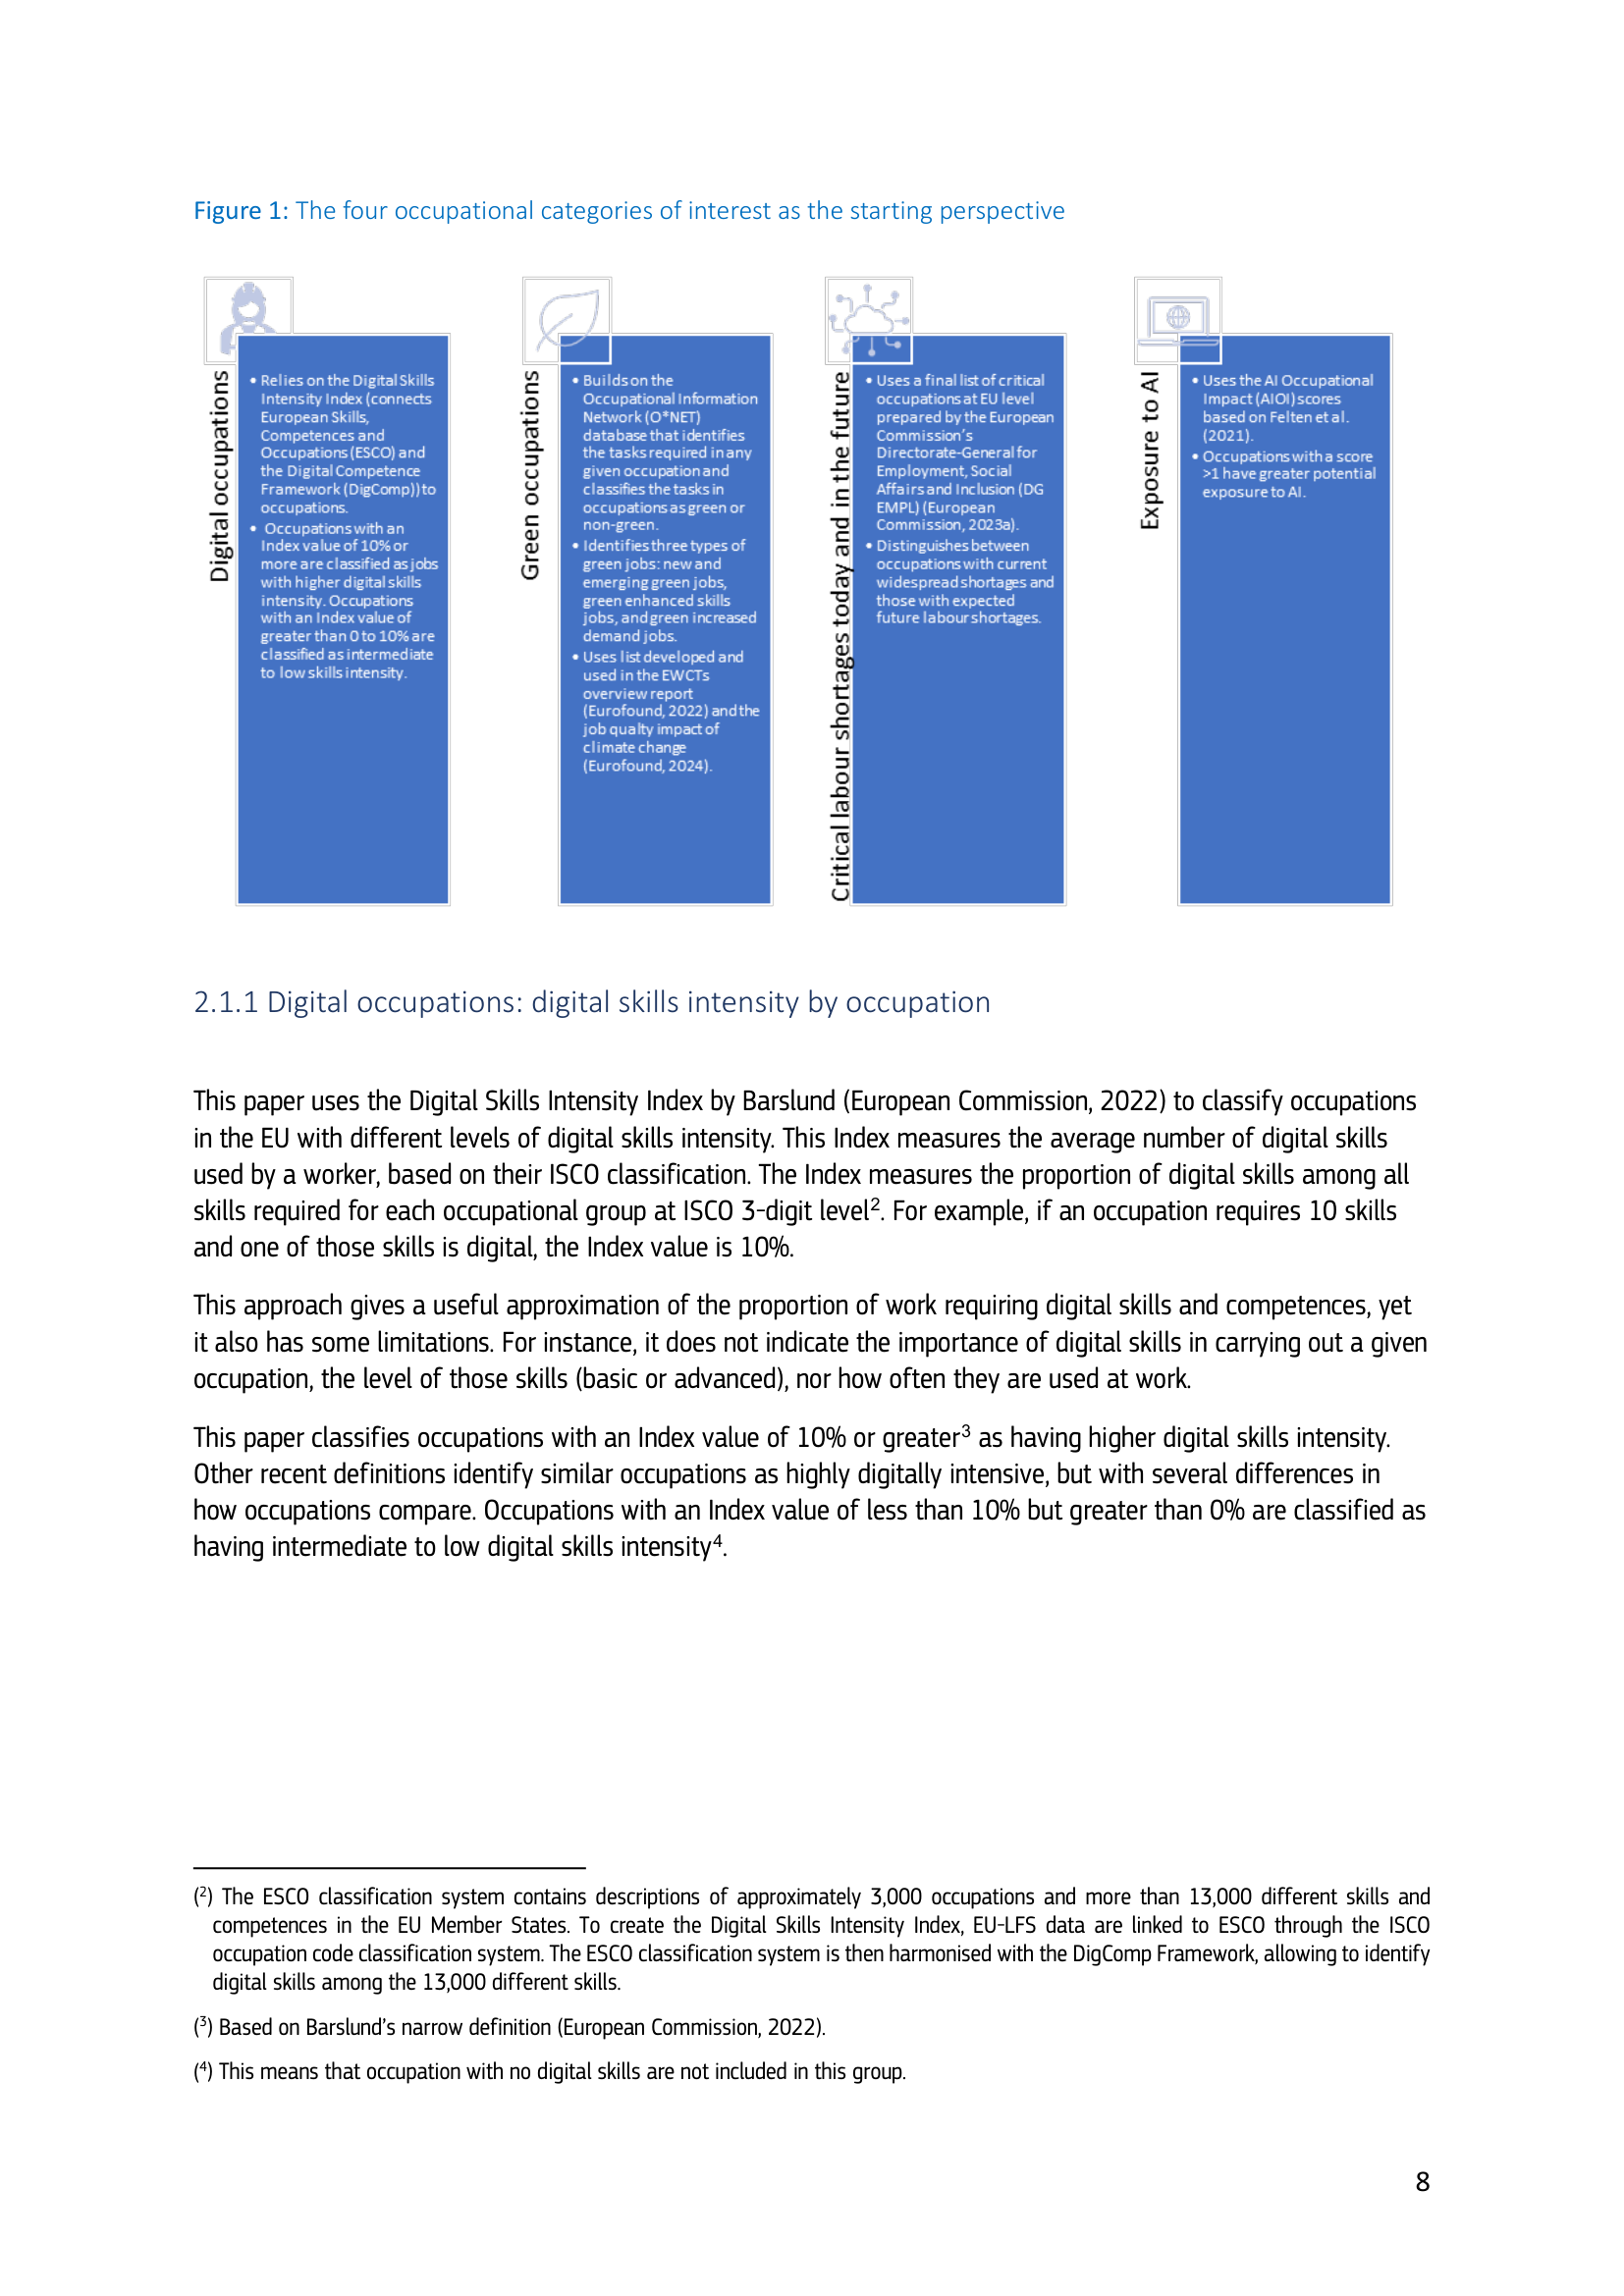 Figure 1: The four occupational categories of interest as the starting perspective
Digital occupations
• Relies on the Digital Skills
Intensity Index (connects
European Skills,
Competences and
Occupations (ESCO) and
the Digital Competence
Framework (DigComp)) to
occupations.
• Occupations with an
Index value of 10% or
more are classified as jobs
with higher digital skills
intensity. Occupations
with an Index value of
greater than 0 to 10% are
classified as intermediate
to low skills intensity.
Green occupations
• Builds on the
Occupational Information
Network (O*NET)
database that identifies
the tasks required in any
given occupation and
classifies the tasks in
occupations as green or
non-green.
• Identifies three types of
green jobs: new and
emerging green jobs,
green enhanced skills
jobs, and green increased
demand jobs.
• Uses list developed and
used in the EWCTs
overview report
(Eurofound, 2022) and the
job qualty impact of
climate change
(Eurofound, 2024).
Critical labour shortages today and in the future
• Uses a final list of critical
occupations at EU level
prepared by the European
Commission's
Directorate-General for
Employment, Social
Affairs and Inclusion (DG
EMPL) (European
Commission, 2023a).
• Distinguishes between
occupations with current
widespread shortages and
those with expected
future labour shortages.
Exposure to AI
• Uses the AI Occupational
Impact (AIOI) scores
based on Felten et al.
(2021).
• Occupations with a score
>1 have greater potential
exposure to AI.
2.1.1 Digital occupations: digital skills intensity by occupation
This paper uses the Digital Skills Intensity Index by Barslund (European Commission, 2022) to classify occupations
in the EU with different levels of digital skills intensity. This Index measures the average number of digital skills
used by a worker, based on their ISCO classification. The Index measures the proportion of digital skills among all
skills required for each occupational group at ISCO 3-digit level². For example, if an occupation requires 10 skills
and one of those skills is digital, the Index value is 10%.
This approach gives a useful approximation of the proportion of work requiring digital skills and competences, yet
it also has some limitations. For instance, it does not indicate the importance of digital skills in carrying out a given
occupation, the level of those skills (basic or advanced), nor how often they are used at work.
This paper classifies occupations with an Index value of 10% or greater³ as having higher digital skills intensity.
Other recent definitions identify similar occupations as highly digitally intensive, but with several differences in
how occupations compare. Occupations with an Index value of less than 10% but greater than 0% are classified as
having intermediate to low digital skills intensity⁴.
(²) The ESCO classification system contains descriptions of approximately 3,000 occupations and more than 13,000 different skills and
competences in the EU Member States. To create the Digital Skills Intensity Index, EU-LFS data are linked to ESCO through the ISCO
occupation code classification system. The ESCO classification system is then harmonised with the DigComp Framework, allowing to identify
digital skills among the 13,000 different skills.
(³) Based on Barslund's narrow definition (European Commission, 2022).
(⁴) This means that occupation with no digital skills are not included in this group.
8